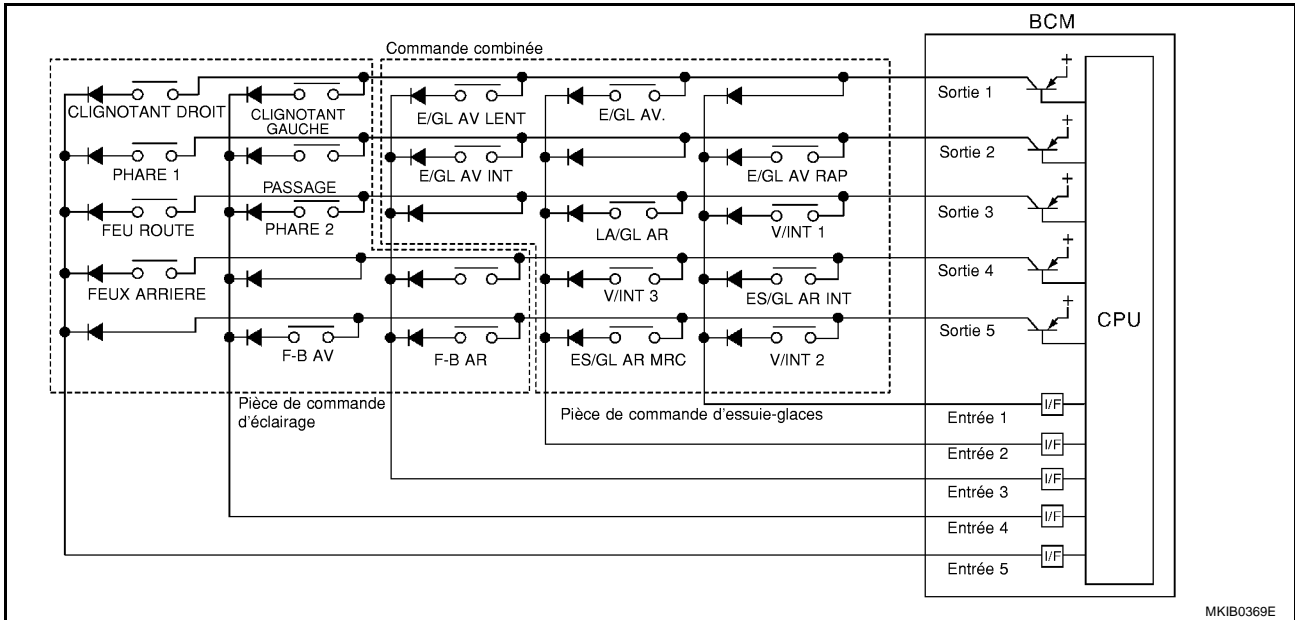 BCM
Commande combinée
Sortie 1
CLIGNOTANT DROIT
CLIGNOTANT
GAUCHE
E/GL AV LENT
E/GL AV.
Sortie 2
PHARE 1
E/GL AV INT
E/GL AV RAP
PASSAGE
Sortie 3
FEU ROUTE
PHARE 2
LA/GL AR
V/INT 1
Sortie 4
FEUX ARRIERE
V/INT 3
ES/GL AR INT
Sortie 5
CPU
F-B AV
F-B AR
ES/GL AR MRC
V/INT 2
Pièce de commande
d'éclairage
Pièce de commande d'essuie-glaces
Entrée 1
I/F
Entrée 2
I/F
Entrée 3
I/F
Entrée 4
I/F
Entrée 5
I/F
+
+
+
+
+
MKIB0369E